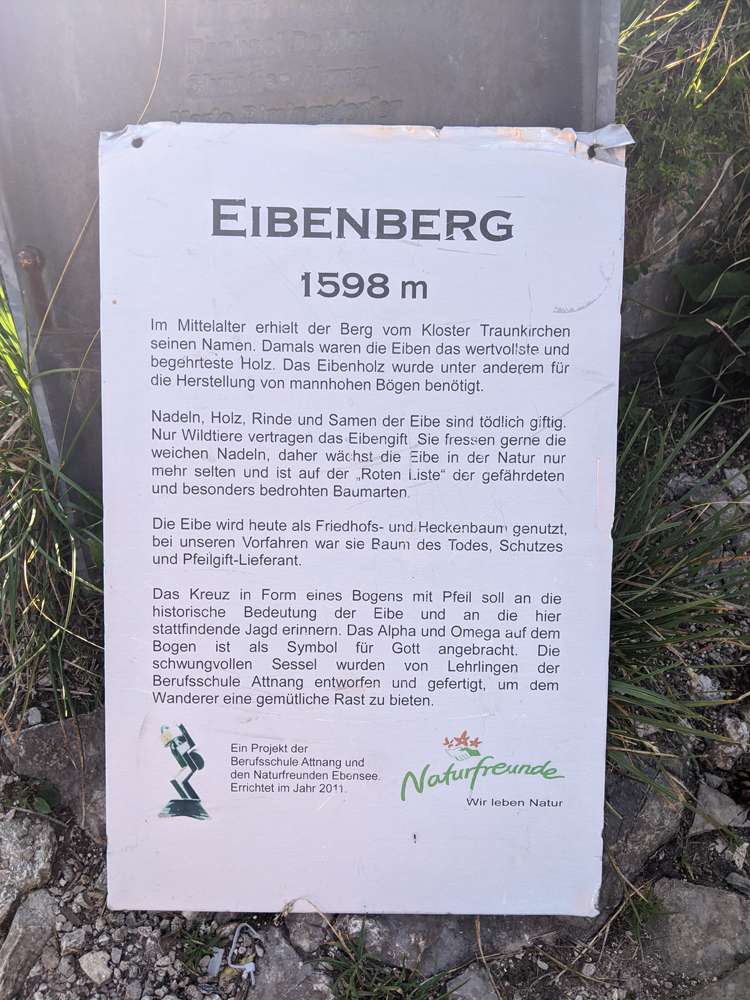 EIBENBERG
1598 m
Im Mittelalter erhielt der Berg vom Kloster Traunkirchen
seinen Namen. Damals waren die Eiben das wertvollste und
begehrteste Holz. Das Eibenholz wurde unter anderem für
die Herstellung von mannhohen Bögen benötigt.
Nadeln, Holz, Rinde und Samen der Eibe sind tödlich giftig.
Nur Wildtiere vertragen das Eibengift. Sie fressen gerne die
weichen Nadeln, daher wächst die Eibe in der Natur nur
mehr selten und ist auf der „Roten Liste“ der gefährdeten
und besonders bedrohten Baumarten.
Die Eibe wird heute als Friedhofs- und Heckenbaum genutzt,
bei unseren Vorfahren war sie Baum des Todes, Schutzes
und Pfeilgift-Lieferant.
Das Kreuz in Form eines Bogens mit Pfeil soll an die
historische Bedeutung der Eibe und an die hier
stattfindende Jagd erinnern. Das Alpha und Omega auf dem
Bogen ist als Symbol für Gott angebracht. Die
schwungvollen Sessel wurden von Lehrlingen der
Berufsschule Attnang entworfen und gefertigt, um dem
Wanderer eine gemütliche Rast zu bieten.
Ein Projekt der
Berufsschule Attnang und
den Naturfreunden Ebensee.
Errichtet im Jahr 2011.
Naturfreunde
Wir leben Natur